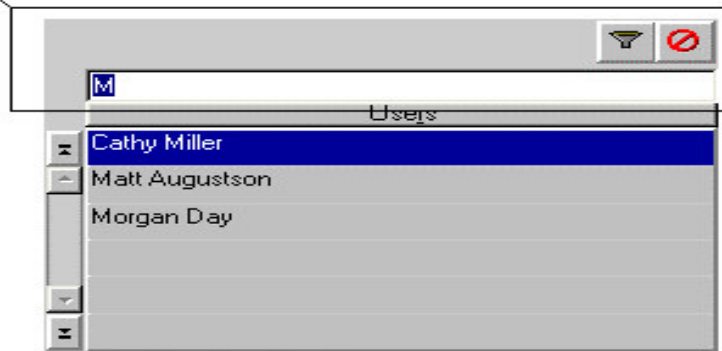 M
Users
Cathy Miller
Matt Augustson
Morgan Day